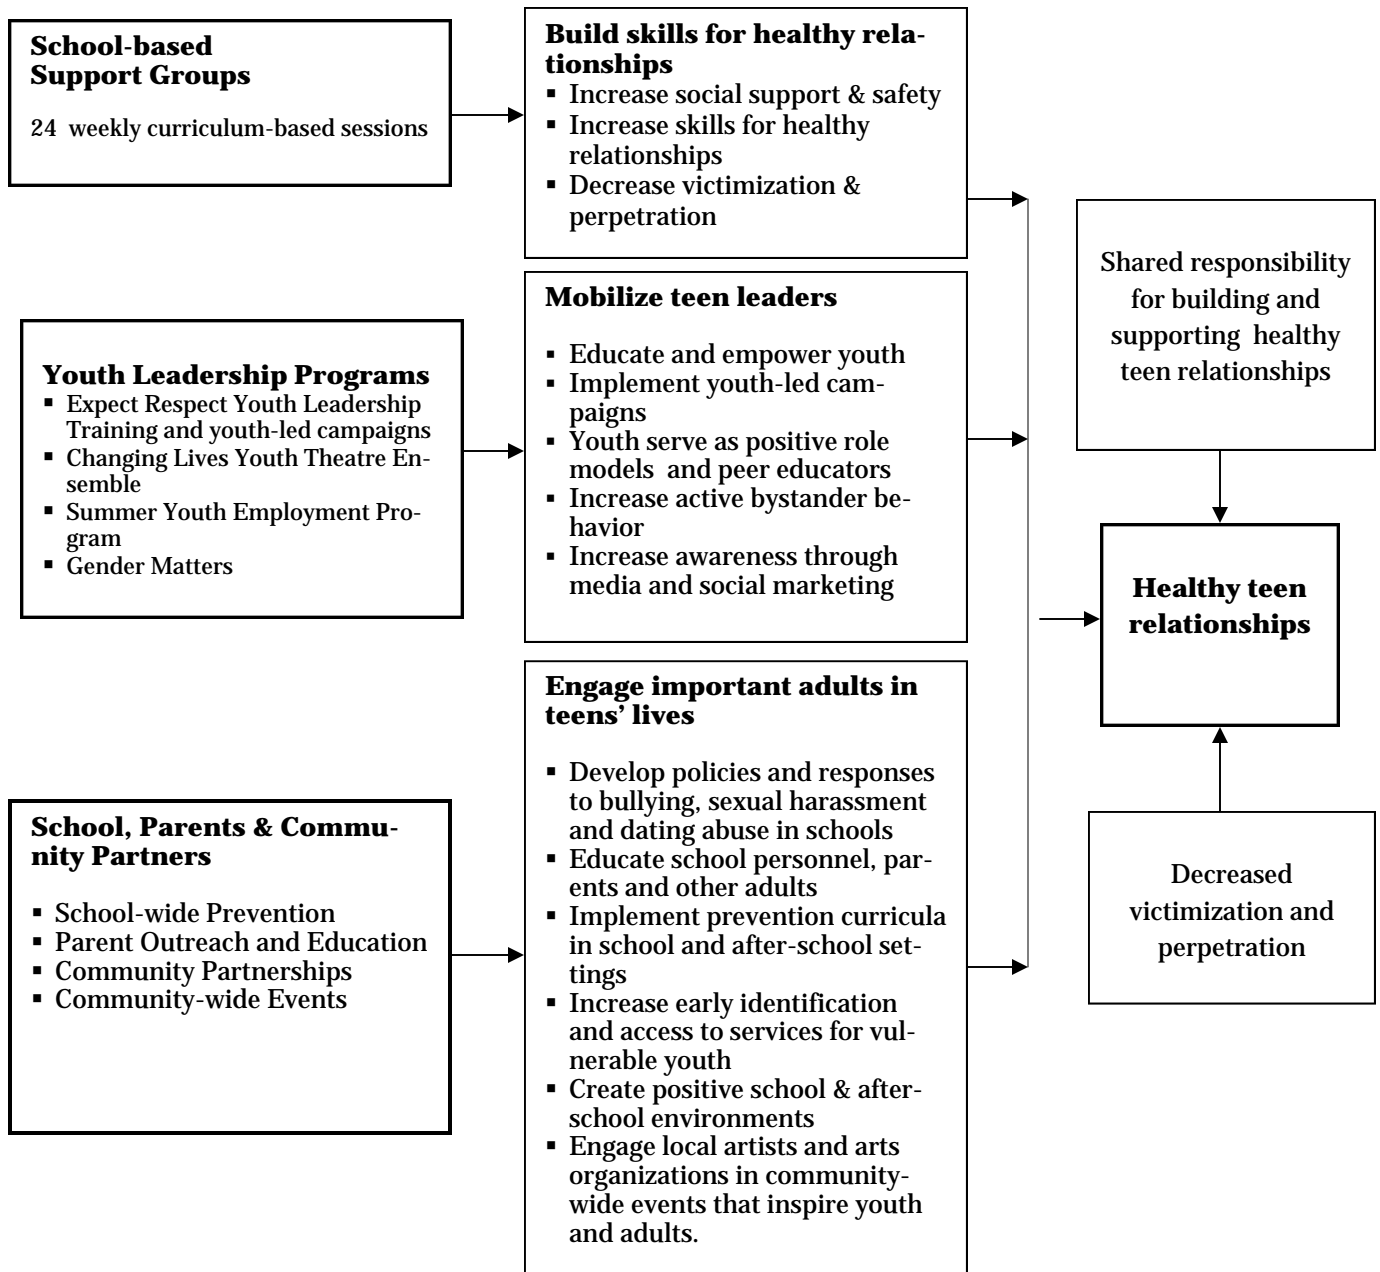 School-based
Support Groups
24 weekly curriculum-based sessions
Build skills for healthy rela-
tionships
▪ Increase social support & safety
▪ Increase skills for healthy
relationships
▪ Decrease victimization &
perpetration
Youth Leadership Programs
▪ Expect Respect Youth Leadership
Training and youth-led campaigns
▪ Changing Lives Youth Theatre En-
semble
▪ Summer Youth Employment Pro-
gram
▪ Gender Matters
Mobilize teen leaders
▪ Educate and empower youth
▪ Implement youth-led cam-
paigns
▪ Youth serve as positive role
models and peer educators
▪ Increase active bystander be-
havior
▪ Increase awareness through
media and social marketing
School, Parents & Commu-
nity Partners
▪ School-wide Prevention
▪ Parent Outreach and Education
▪ Community Partnerships
▪ Community-wide Events
Engage important adults in
teens’ lives
▪ Develop policies and responses
to bullying, sexual harassment
and dating abuse in schools
▪ Educate school personnel, par-
ents and other adults
▪ Implement prevention curricula
in school and after-school set-
tings
▪ Increase early identification
and access to services for vul-
nerable youth
▪ Create positive school & after-
school environments
▪ Engage local artists and arts
organizations in community-
wide events that inspire youth
and adults.
Shared responsibility
for building and
supporting healthy
teen relationships
Healthy teen
relationships
Decreased
victimization and
perpetration